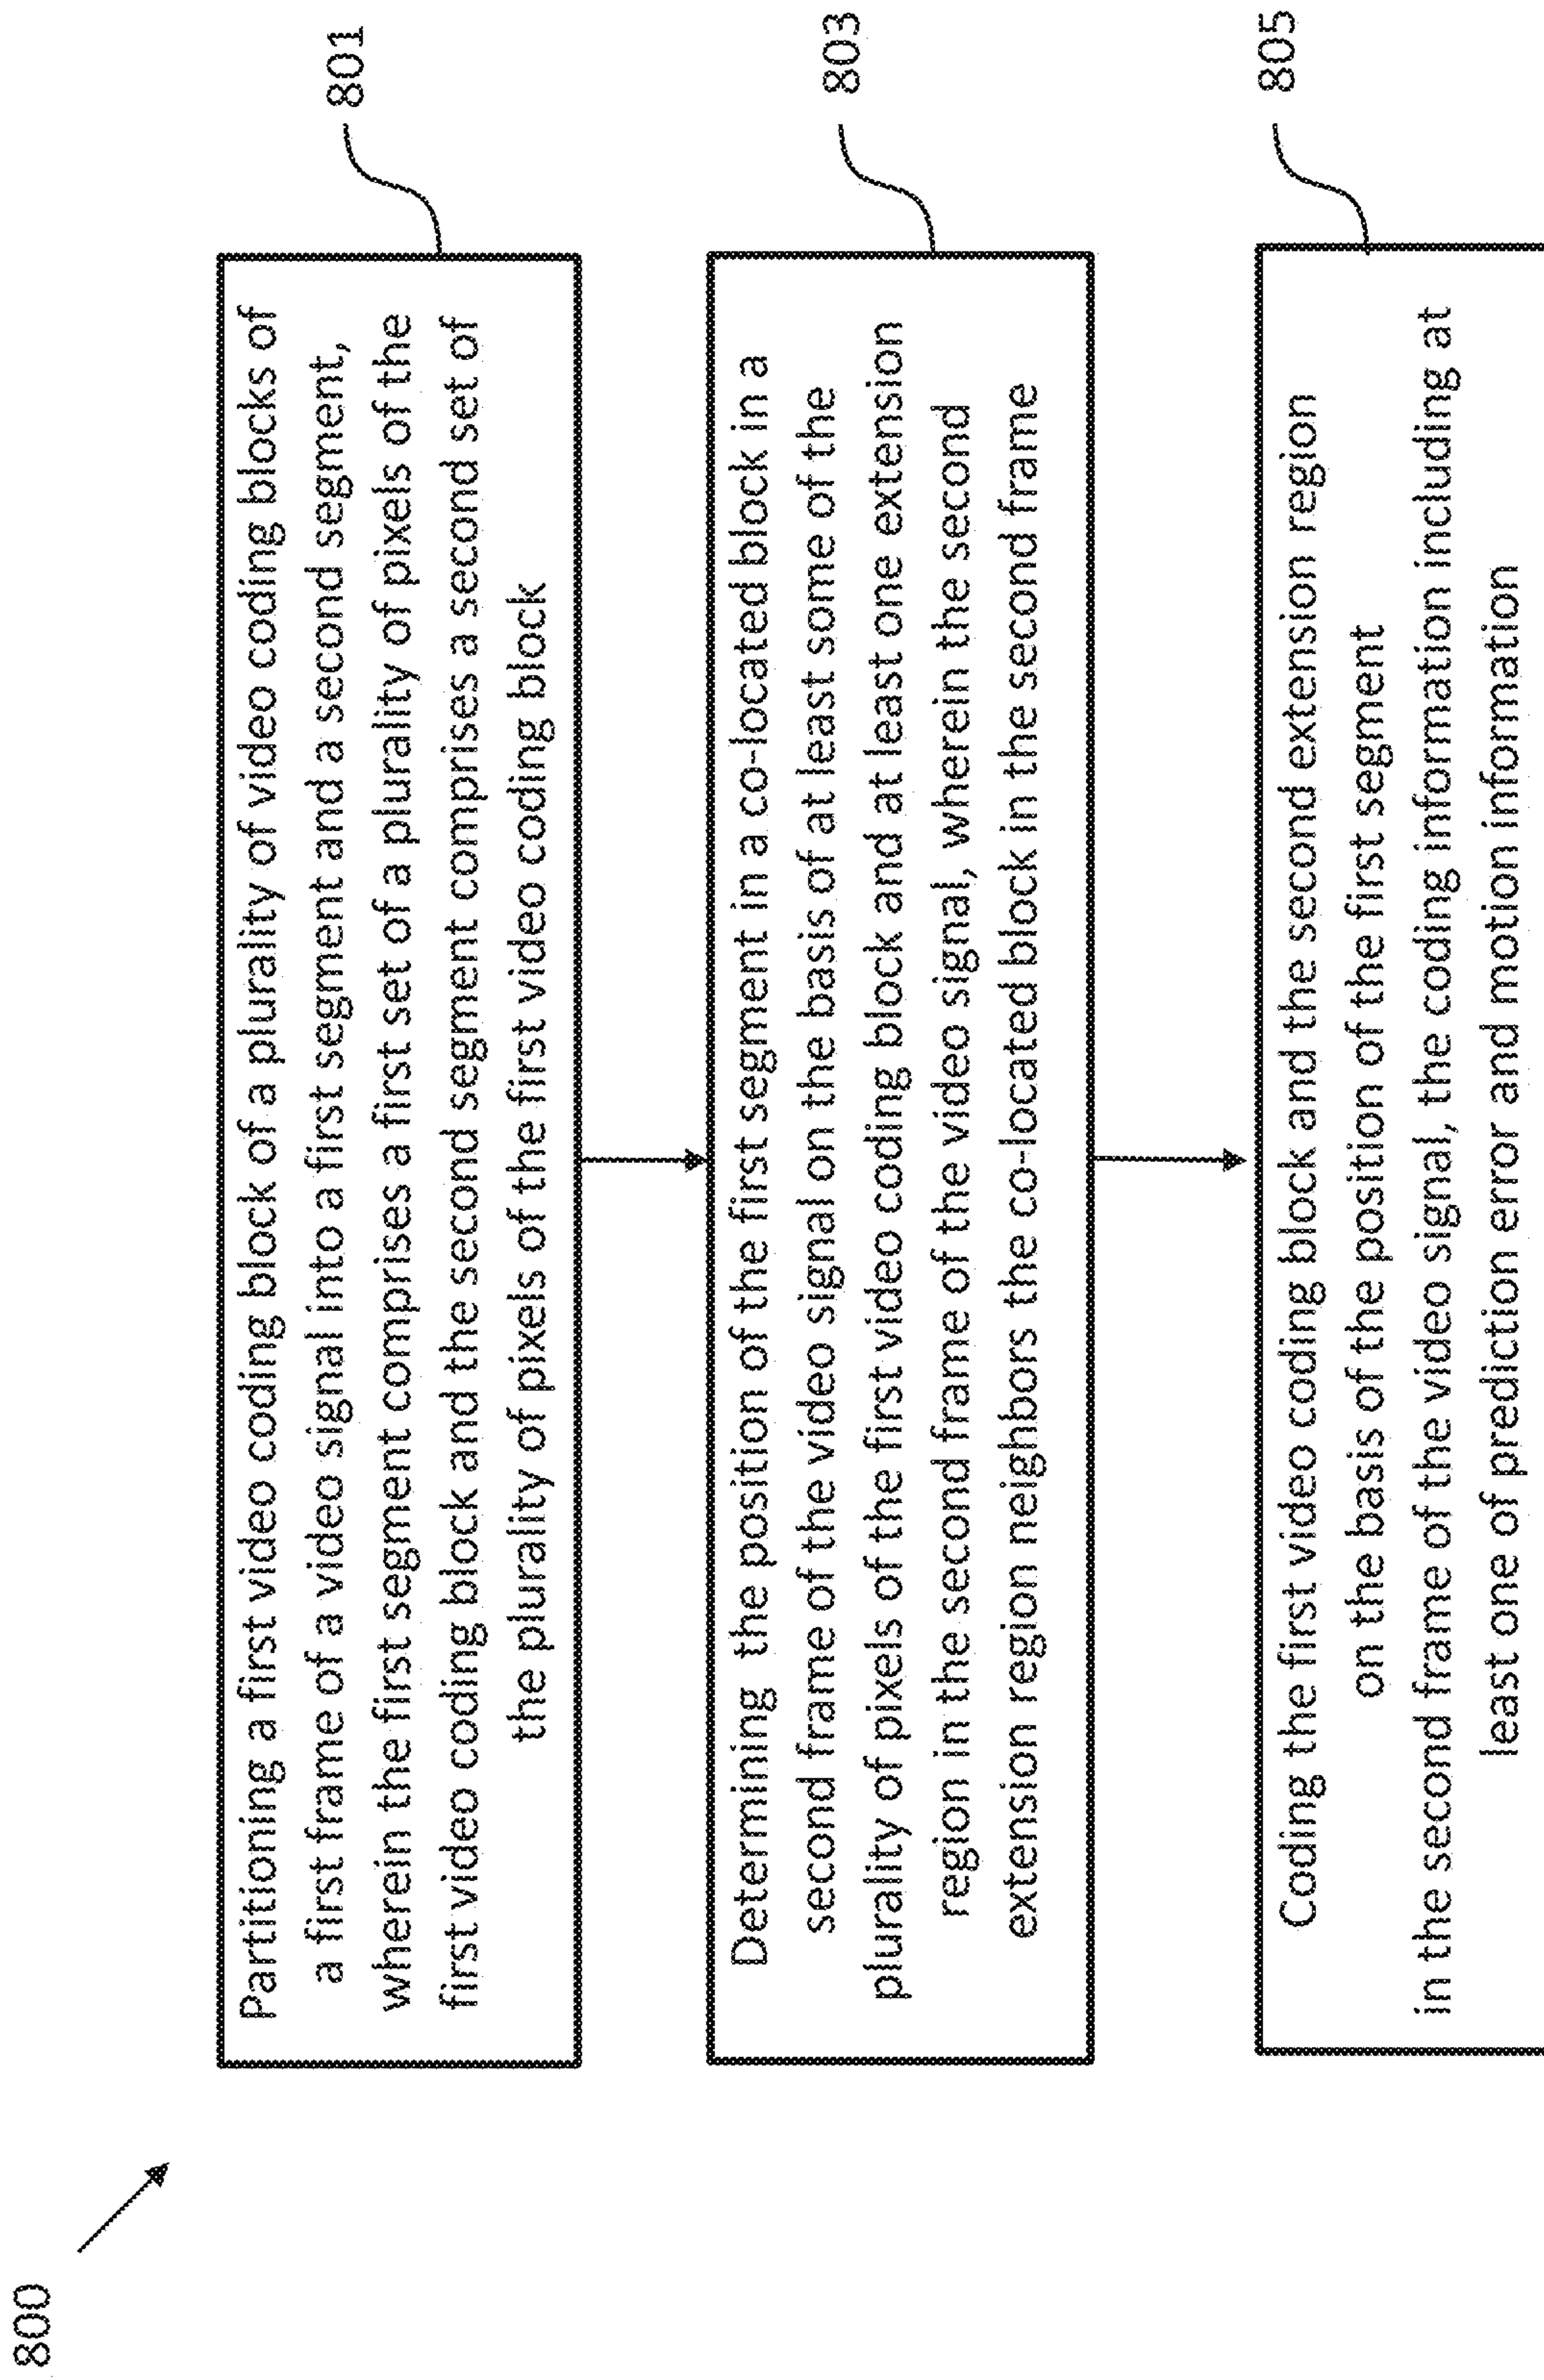 800
Partitioning a first video coding block of a plurality of video coding blocks of
a first frame of a video signal into a first segment and a second segment,
wherein the first segment comprises a first set of a plurality of pixels of the
first video coding block and the second segment comprises a second set of
the plurality of pixels of the first video coding block
801
Determining the position of the first segment in a co-located block in a
second frame of the video signal on the basis of at least some of the
plurality of pixels of the first video coding block and at least one extension
region in the second frame of the video signal, wherein the second
extension region neighbors the co-located block in the second frame
803
Coding the first video coding block and the second extension region
on the basis of the position of the first segment
in the second frame of the video signal, the coding information including at
least one of prediction error and motion information
805